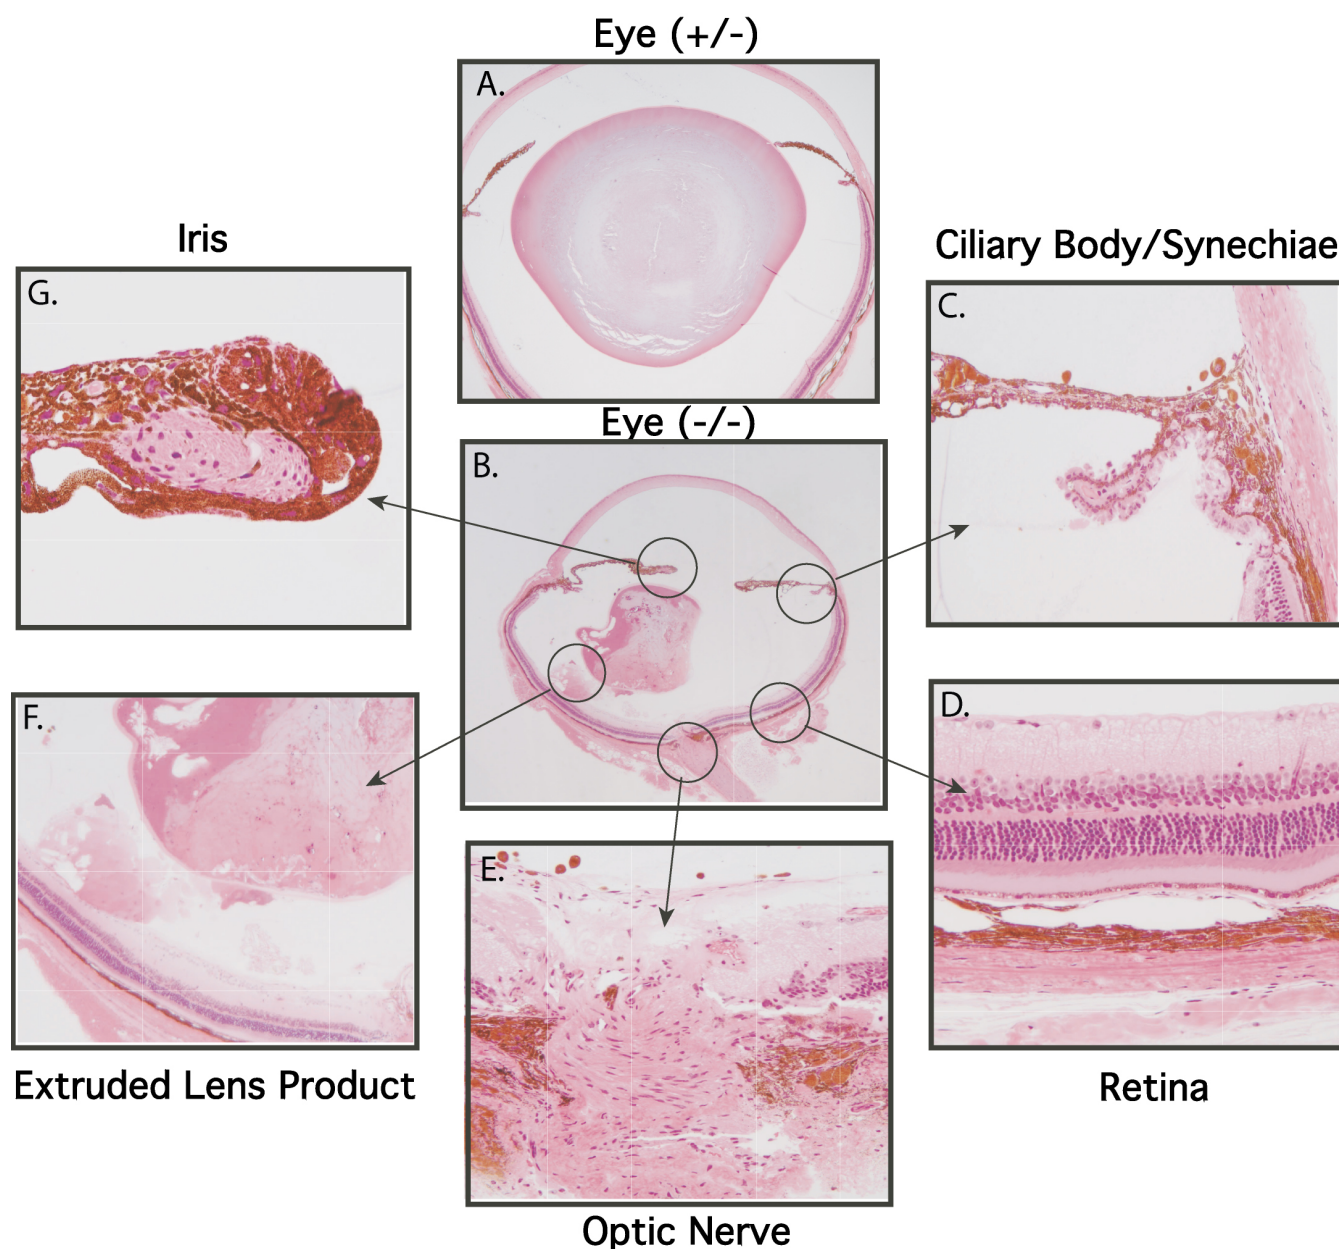 Eye (+/-)
A.
Iris
G.
Ciliary Body/Synechiae
C.
Eye (-/-)
B.
F.
Extruded Lens Product
D.
Retina
E.
Optic Nerve